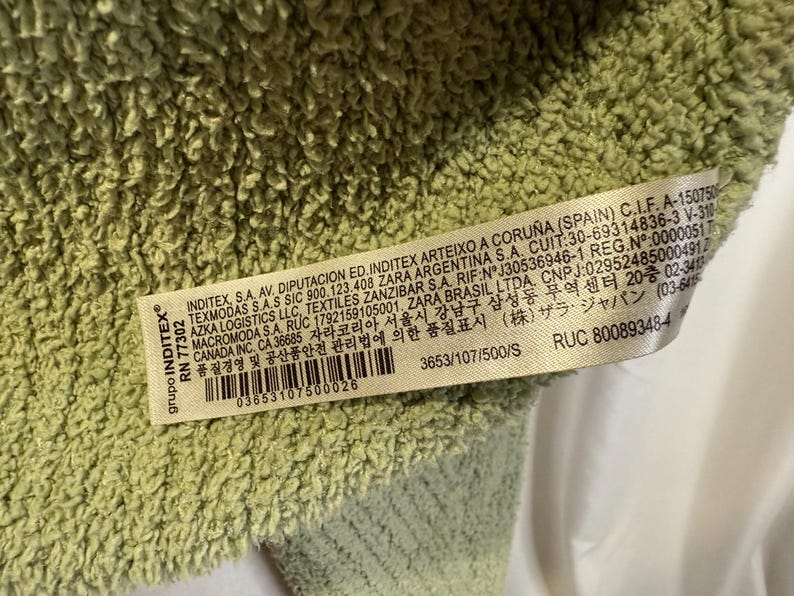 grupo INDITEX®
RN 77302
INDITEX, S.A. AV. DIPUTACION ED.INDITEX ARTEIXO A CORUÑA (SPAIN) C.I.F. A-150750
TEXMODAS S.A.S SIC 900.123.408 ZARA ARGENTINA S.A. CUIT:30-69314836-3 V-310
AZKA LOGISTICS LLC, TEXTILES ZANZIBAR S.A. RIF:NºJ30536946-1 REG.Nº 0000051
MACROMODA S.A. RUC 1792159105001, ZARA BRASIL LTDA. CNPJ:02952485000491
CANADA INC. CA 36685 자라코리아 서울시 강남구 삼성동 무역센터 20층 02-3413
품질경영 및 공산품안전 관리법에 의한 품질표시 (株)ザラ・ジャパン (03-641
03653107500026
3653/107/500/S
RUC 80089348-4